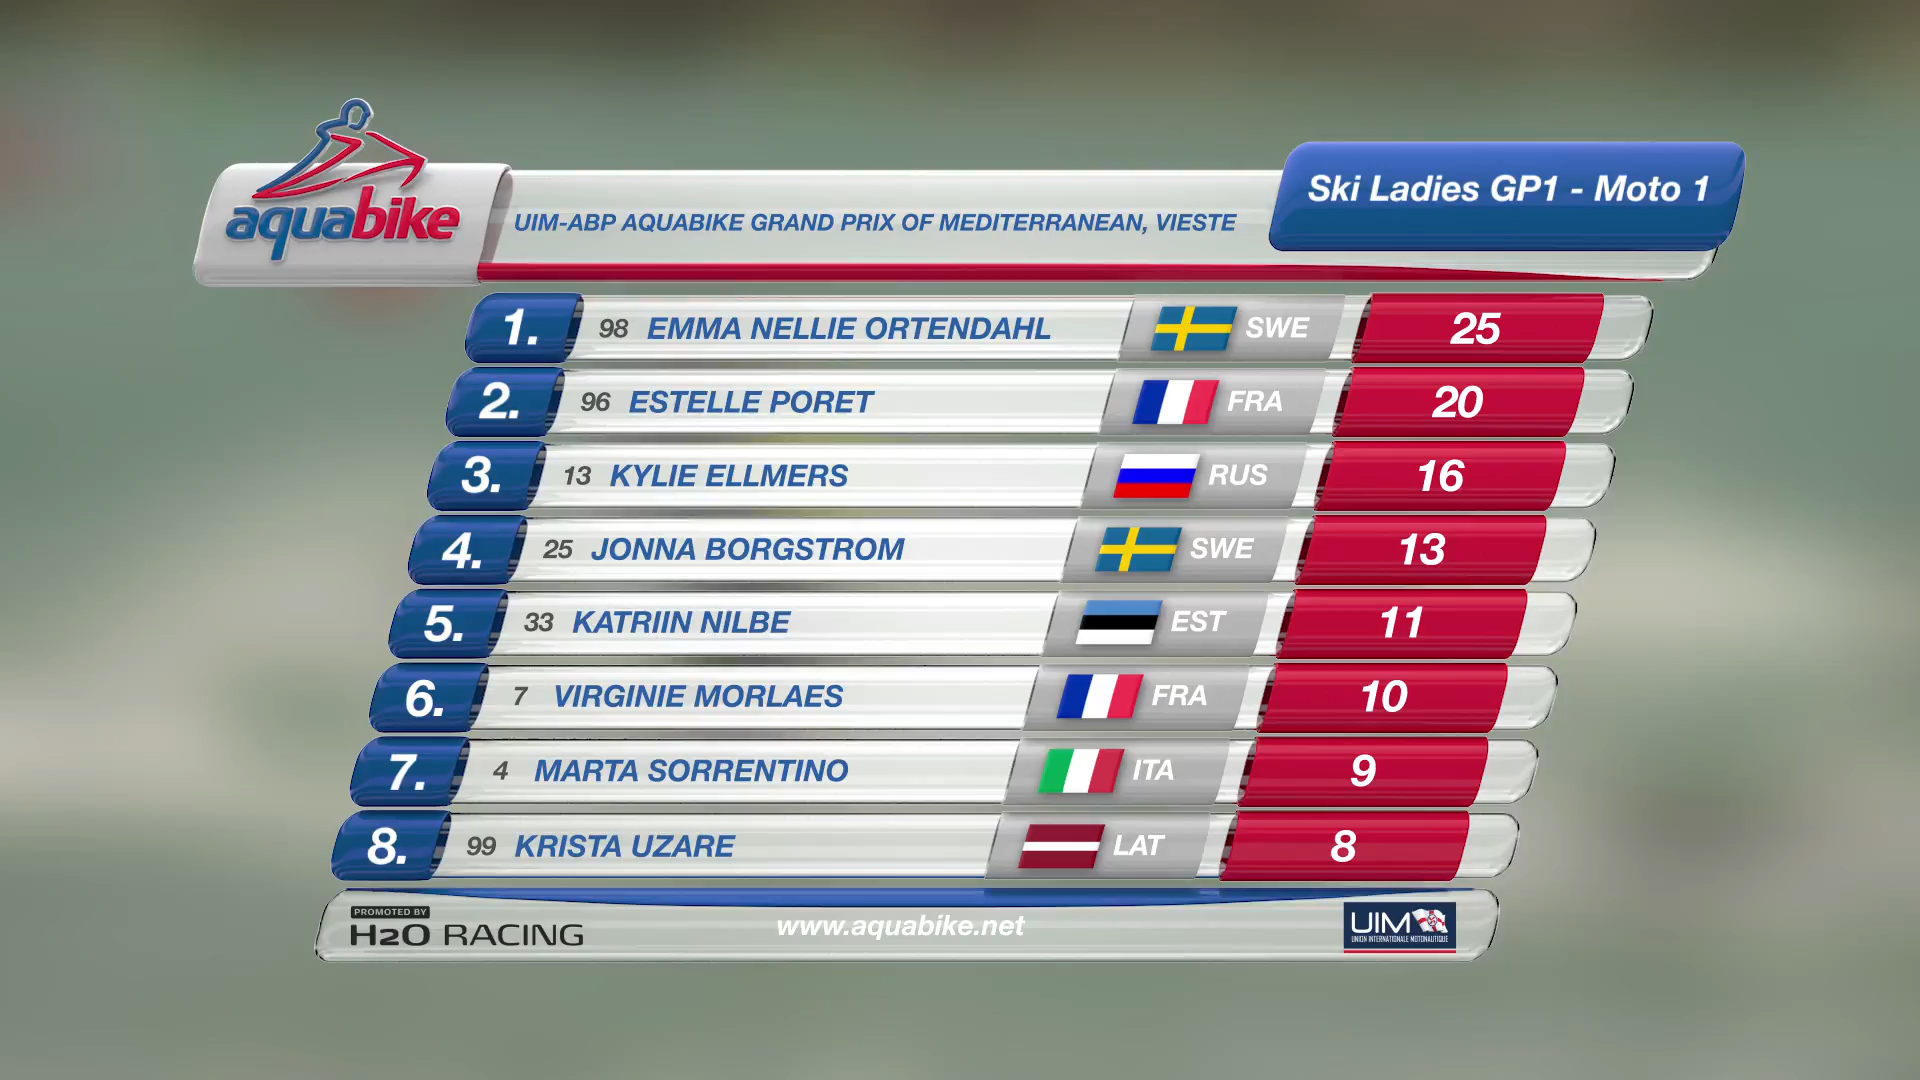 aquabike
UIM-ABP AQUABIKE GRAND PRIX OF MEDITERRANEAN, VIESTE
Ski Ladies GP1 - Moto 1
1. 98 EMMA NELLIE ORTENDAHL SWE 25
2. 96 ESTELLE PORET FRA 20
3. 13 KYLIE ELLMERS RUS 16
4. 25 JONNA BORGSTROM SWE 13
5. 33 KATRIIN NILBE EST 11
6. 7 VIRGINIE MORLAES FRA 10
7. 4 MARTA SORRENTINO ITA 9
8. 99 KRISTA UZARE LAT 8
PROMOTED BY
H2O RACING
www.aquabike.net
UIM
UNION INTERNATIONALE MOTONAUTIQUE